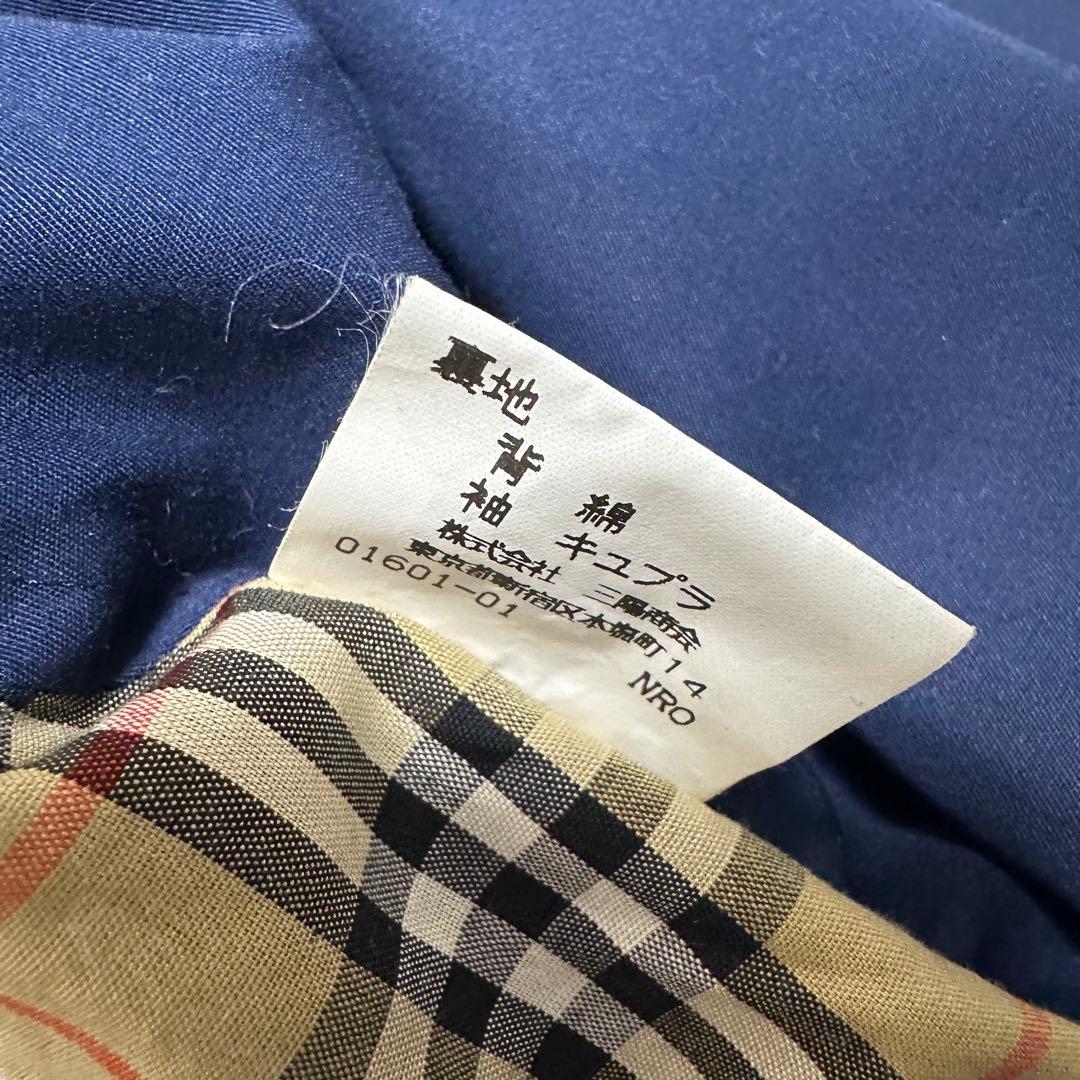 裏地
背 綿
袖 キュプラ
株式会社 三陽商会
東京都新宿区本塩町14
01601-01 NRO